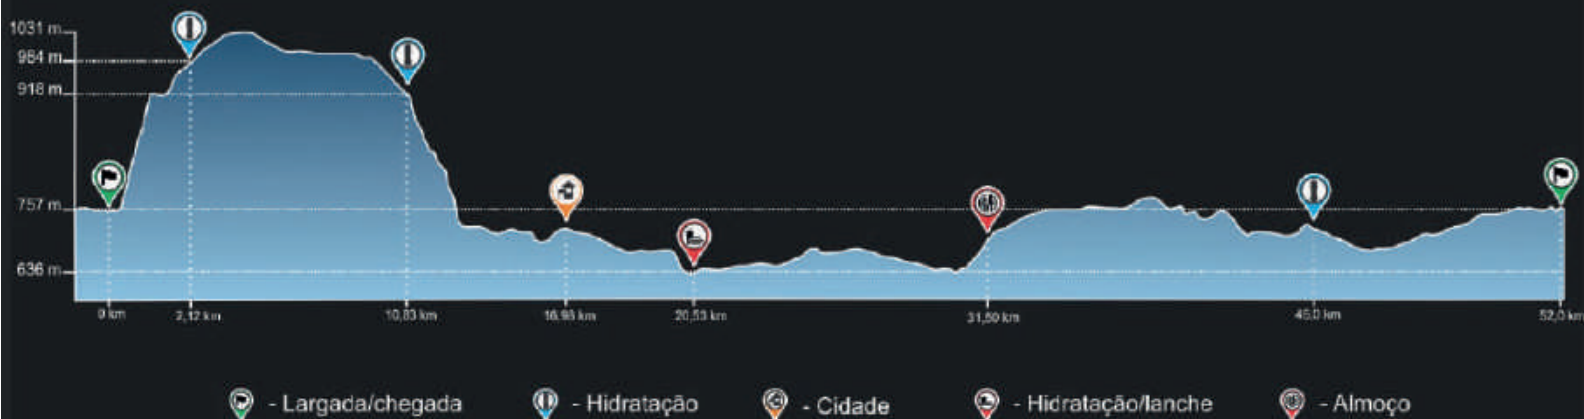 1031 m
984 m
918 m
757 m
636 m
0 km
2,12 km
10,83 km
16,98 km
20,53 km
31,50 km
45,0 km
52,0 km
- Largada/chegada
- Hidratação
- Cidade
- Hidratação/lanche
- Almoço